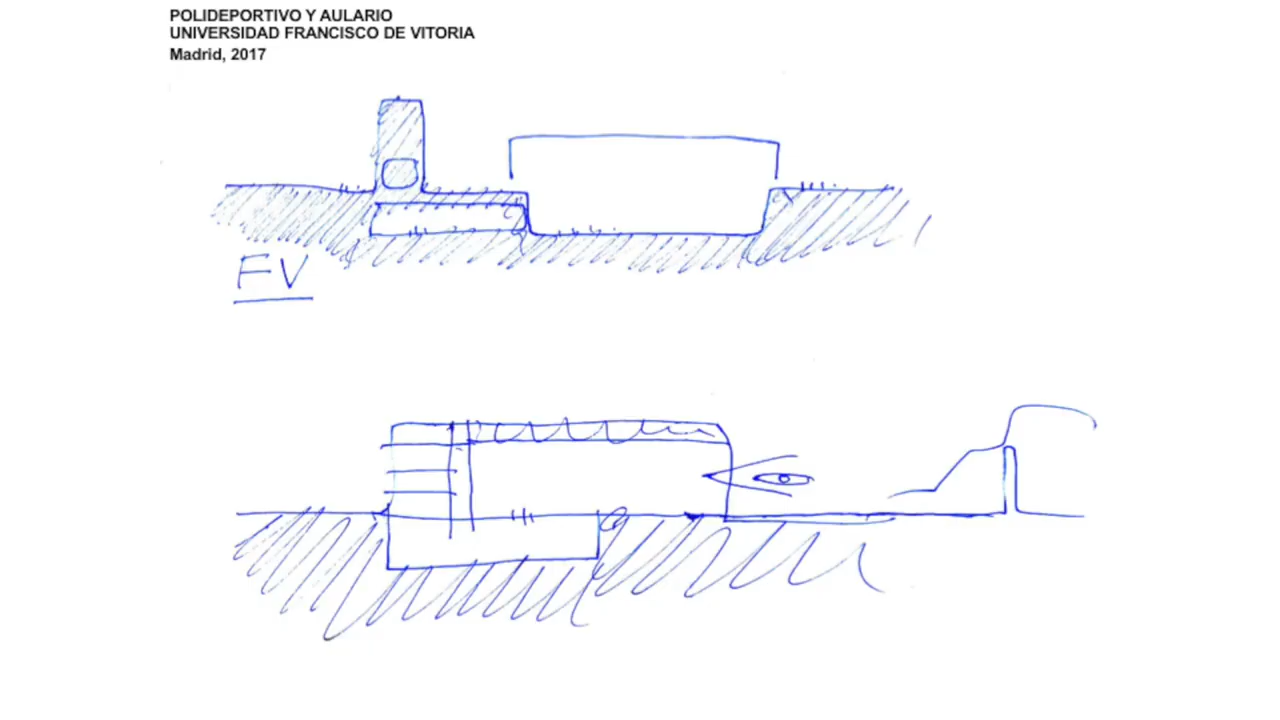 POLIDEPORTIVO Y AULARIO
UNIVERSIDAD FRANCISCO DE VITORIA
Madrid, 2017
FV